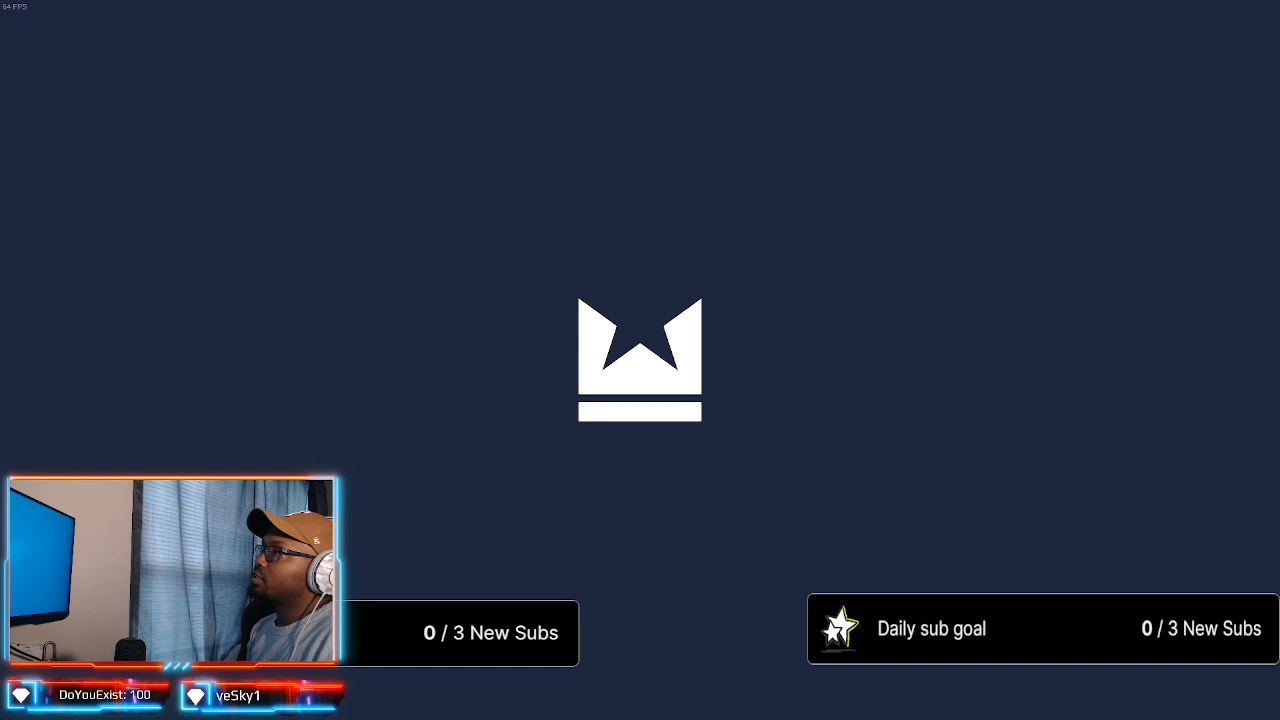 64 FPS
0 / 3 New Subs
Daily sub goal
0 / 3 New Subs
DoYouExist: 100
veSky1